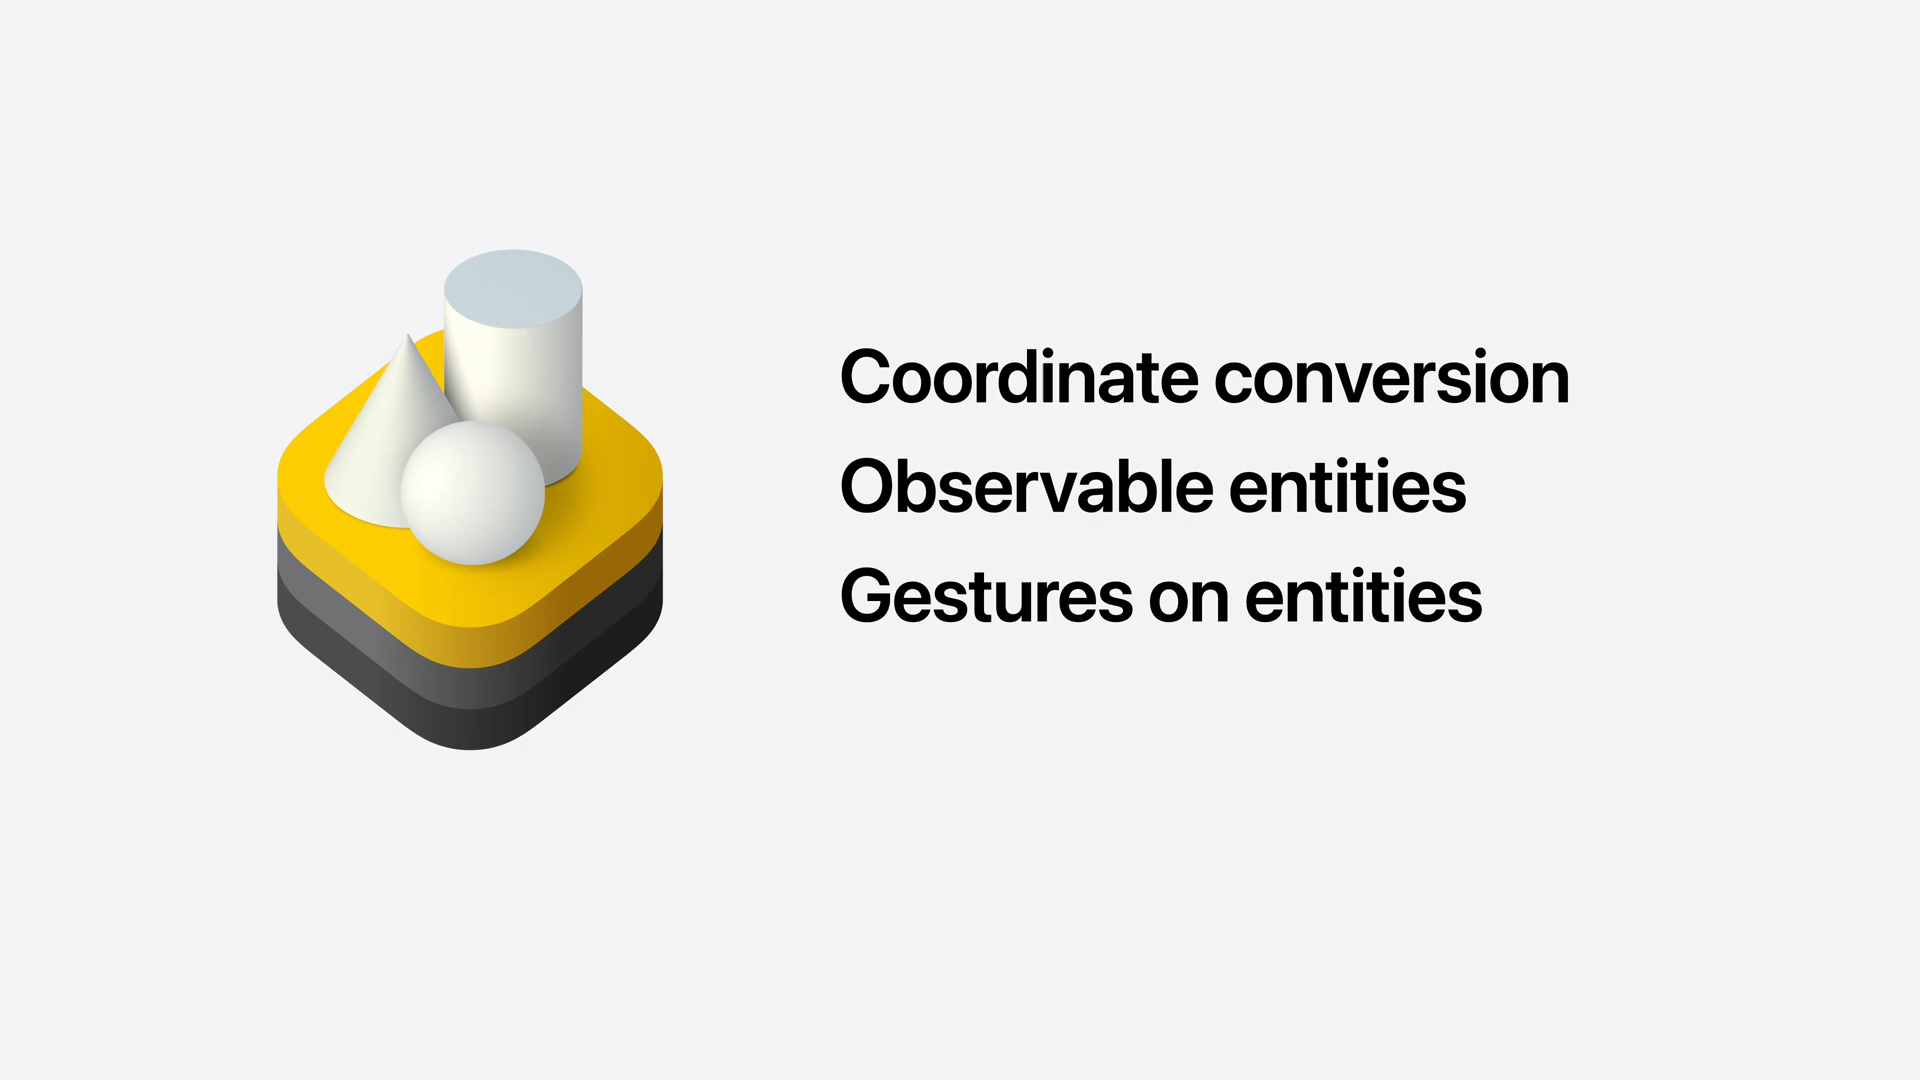 Coordinate conversion
Observable entities
Gestures on entities